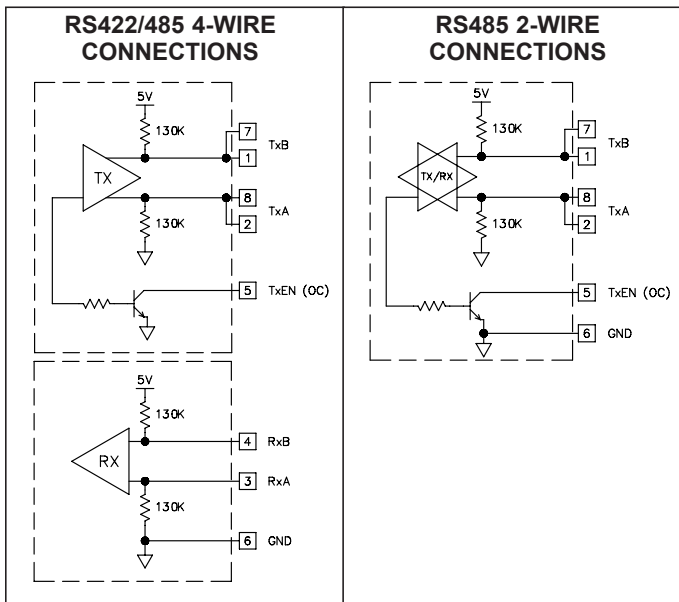 RS422/485 4-WIRE
CONNECTIONS
5V
130K
7
TxB
1
TX
8
TxA
2
130K
5 TxEN (OC)
5V
130K
4 RxB
RX
3 RxA
130K
6 GND
RS485 2-WIRE
CONNECTIONS
5V
130K
7
TxB
1
TX/RX
8
TxA
2
130K
5 TxEN (OC)
6 GND